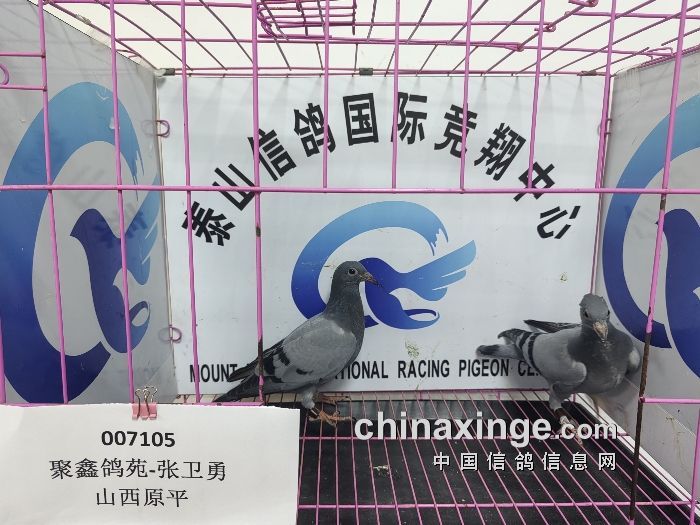 泰山信鸽国际竞翔中心
MOUNT TIONAL RACING PIGEON
007105
聚鑫鸽苑-张卫勇
山西原平
chinaxinge.com
中国信鸽信息网